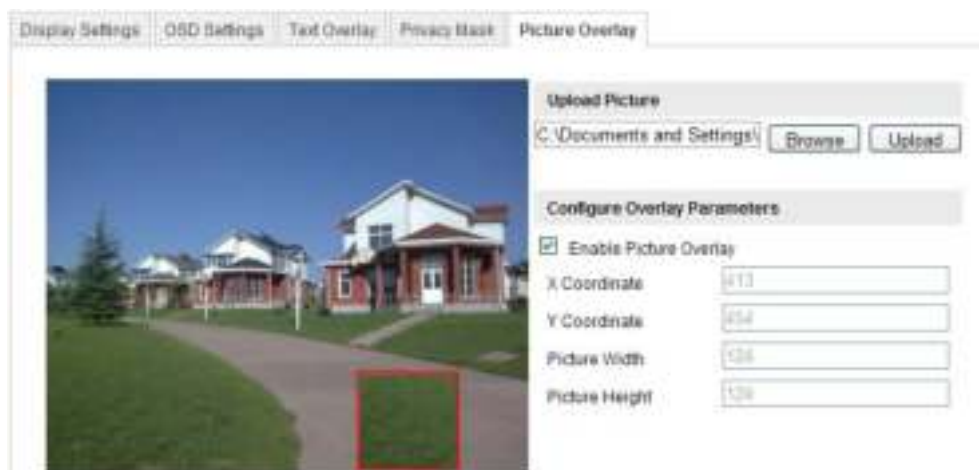 Display Settings OSD Settings Text Overlay Privacy Mask Picture Overlay
Upload Picture
C:\Documents and Settings\ Browse Upload
Configure Overlay Parameters
Enable Picture Overlay
X Coordinate 413
Y Coordinate
Picture Width
Picture Height